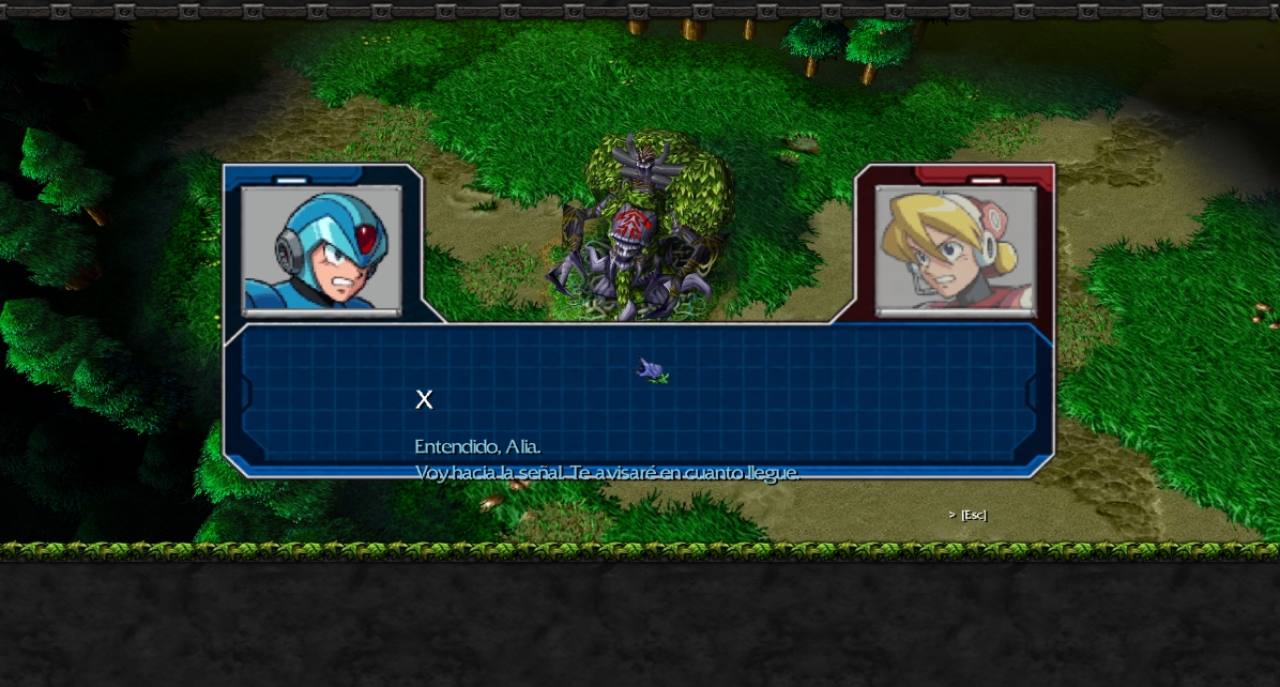 X
Entendido, Alia.
Voy hacia la señal. Te avisaré en cuanto llegue.
> [Esc]